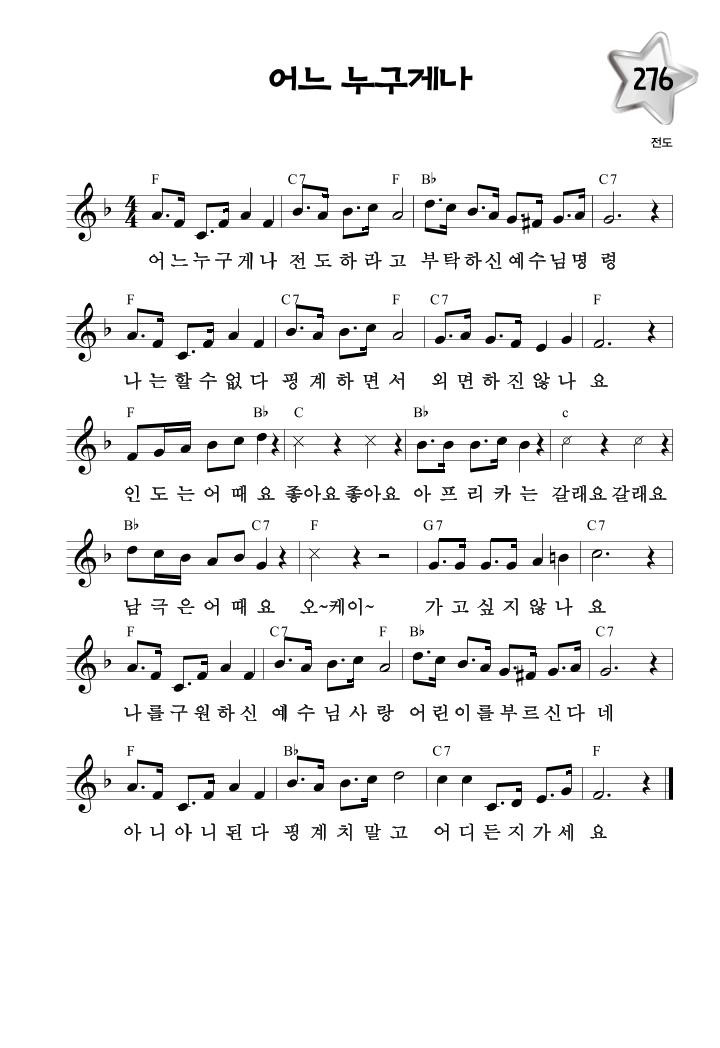 어느 누구게나
276
전도
F C7 F B♭ C7
어느누구게나 전도하라고 부탁하신예수님명령
F C7 F C7 F
나는할수없다 핑계하면서 외면하진않나요
F B♭ C B♭ c
인도는어때요 좋아요 좋아요 아프리카는 갈래요 갈래요
B♭ C7 F G7 C7
남극은어때요 오~케이~ 가고싶지않나요
F C7 F B♭ C7
나를구원하신 예수님사랑 어린이를부르신다네
F B♭ C7 F
아니아니된다 핑계치말고 어디든지가세요